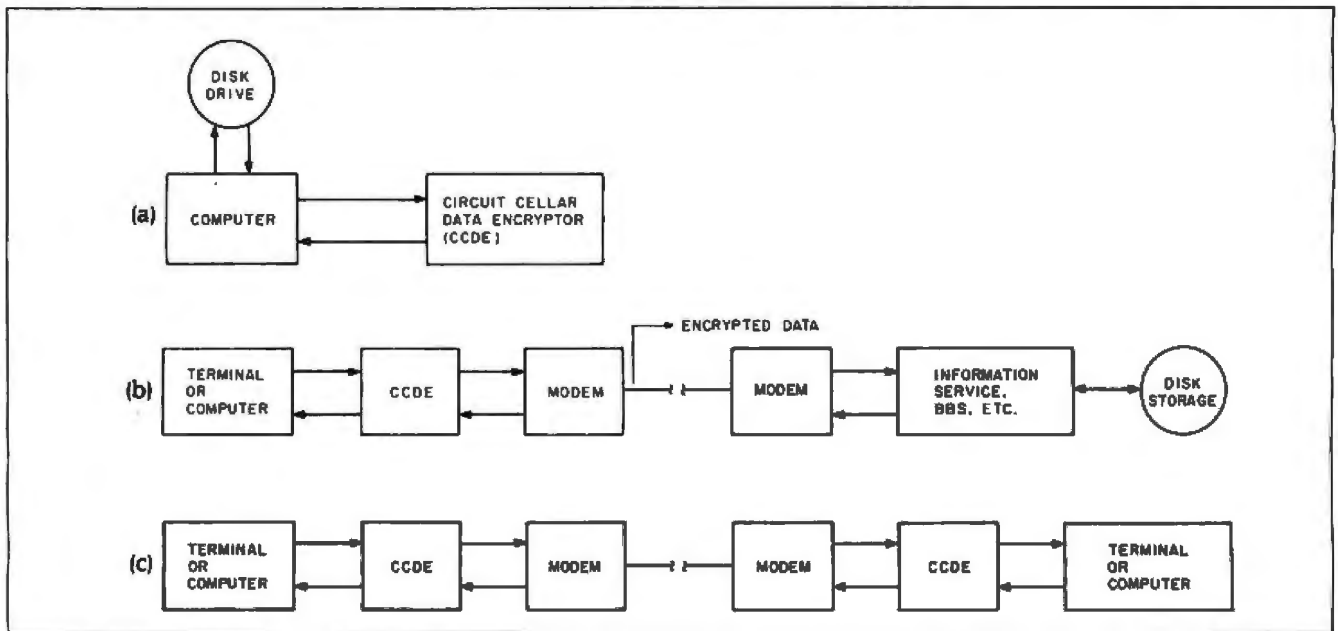 DISK
DRIVE
(a)
COMPUTER
CIRCUIT CELLAR
DATA ENCRYPTOR
(CCDE)
ENCRYPTED DATA
(b)
TERMINAL
OR
COMPUTER
CCDE
MODEM
MODEM
INFORMATION
SERVICE,
BBS, ETC.
DISK
STORAGE
(c)
TERMINAL
OR
COMPUTER
CCDE
MODEM
MODEM
CCDE
TERMINAL
OR
COMPUTER